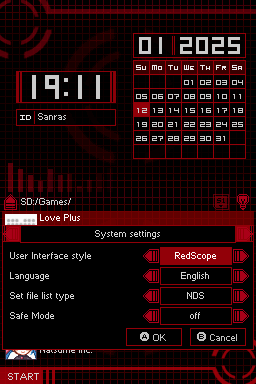 01 2025
Su Mo Tu We Th Fr Sa
01 02 03 04
05 06 07 08 09 10 11
12 13 14 15 16 17 18
19 20 21 22 23 24 25
26 27 28 29 30 31
19:11
ID Sanras
SD:/Games/
Love Plus
System settings
User Interface style RedScope
Language English
Set file list type NDS
Safe Mode off
A OK B Cancel
Natsume Inc.
START